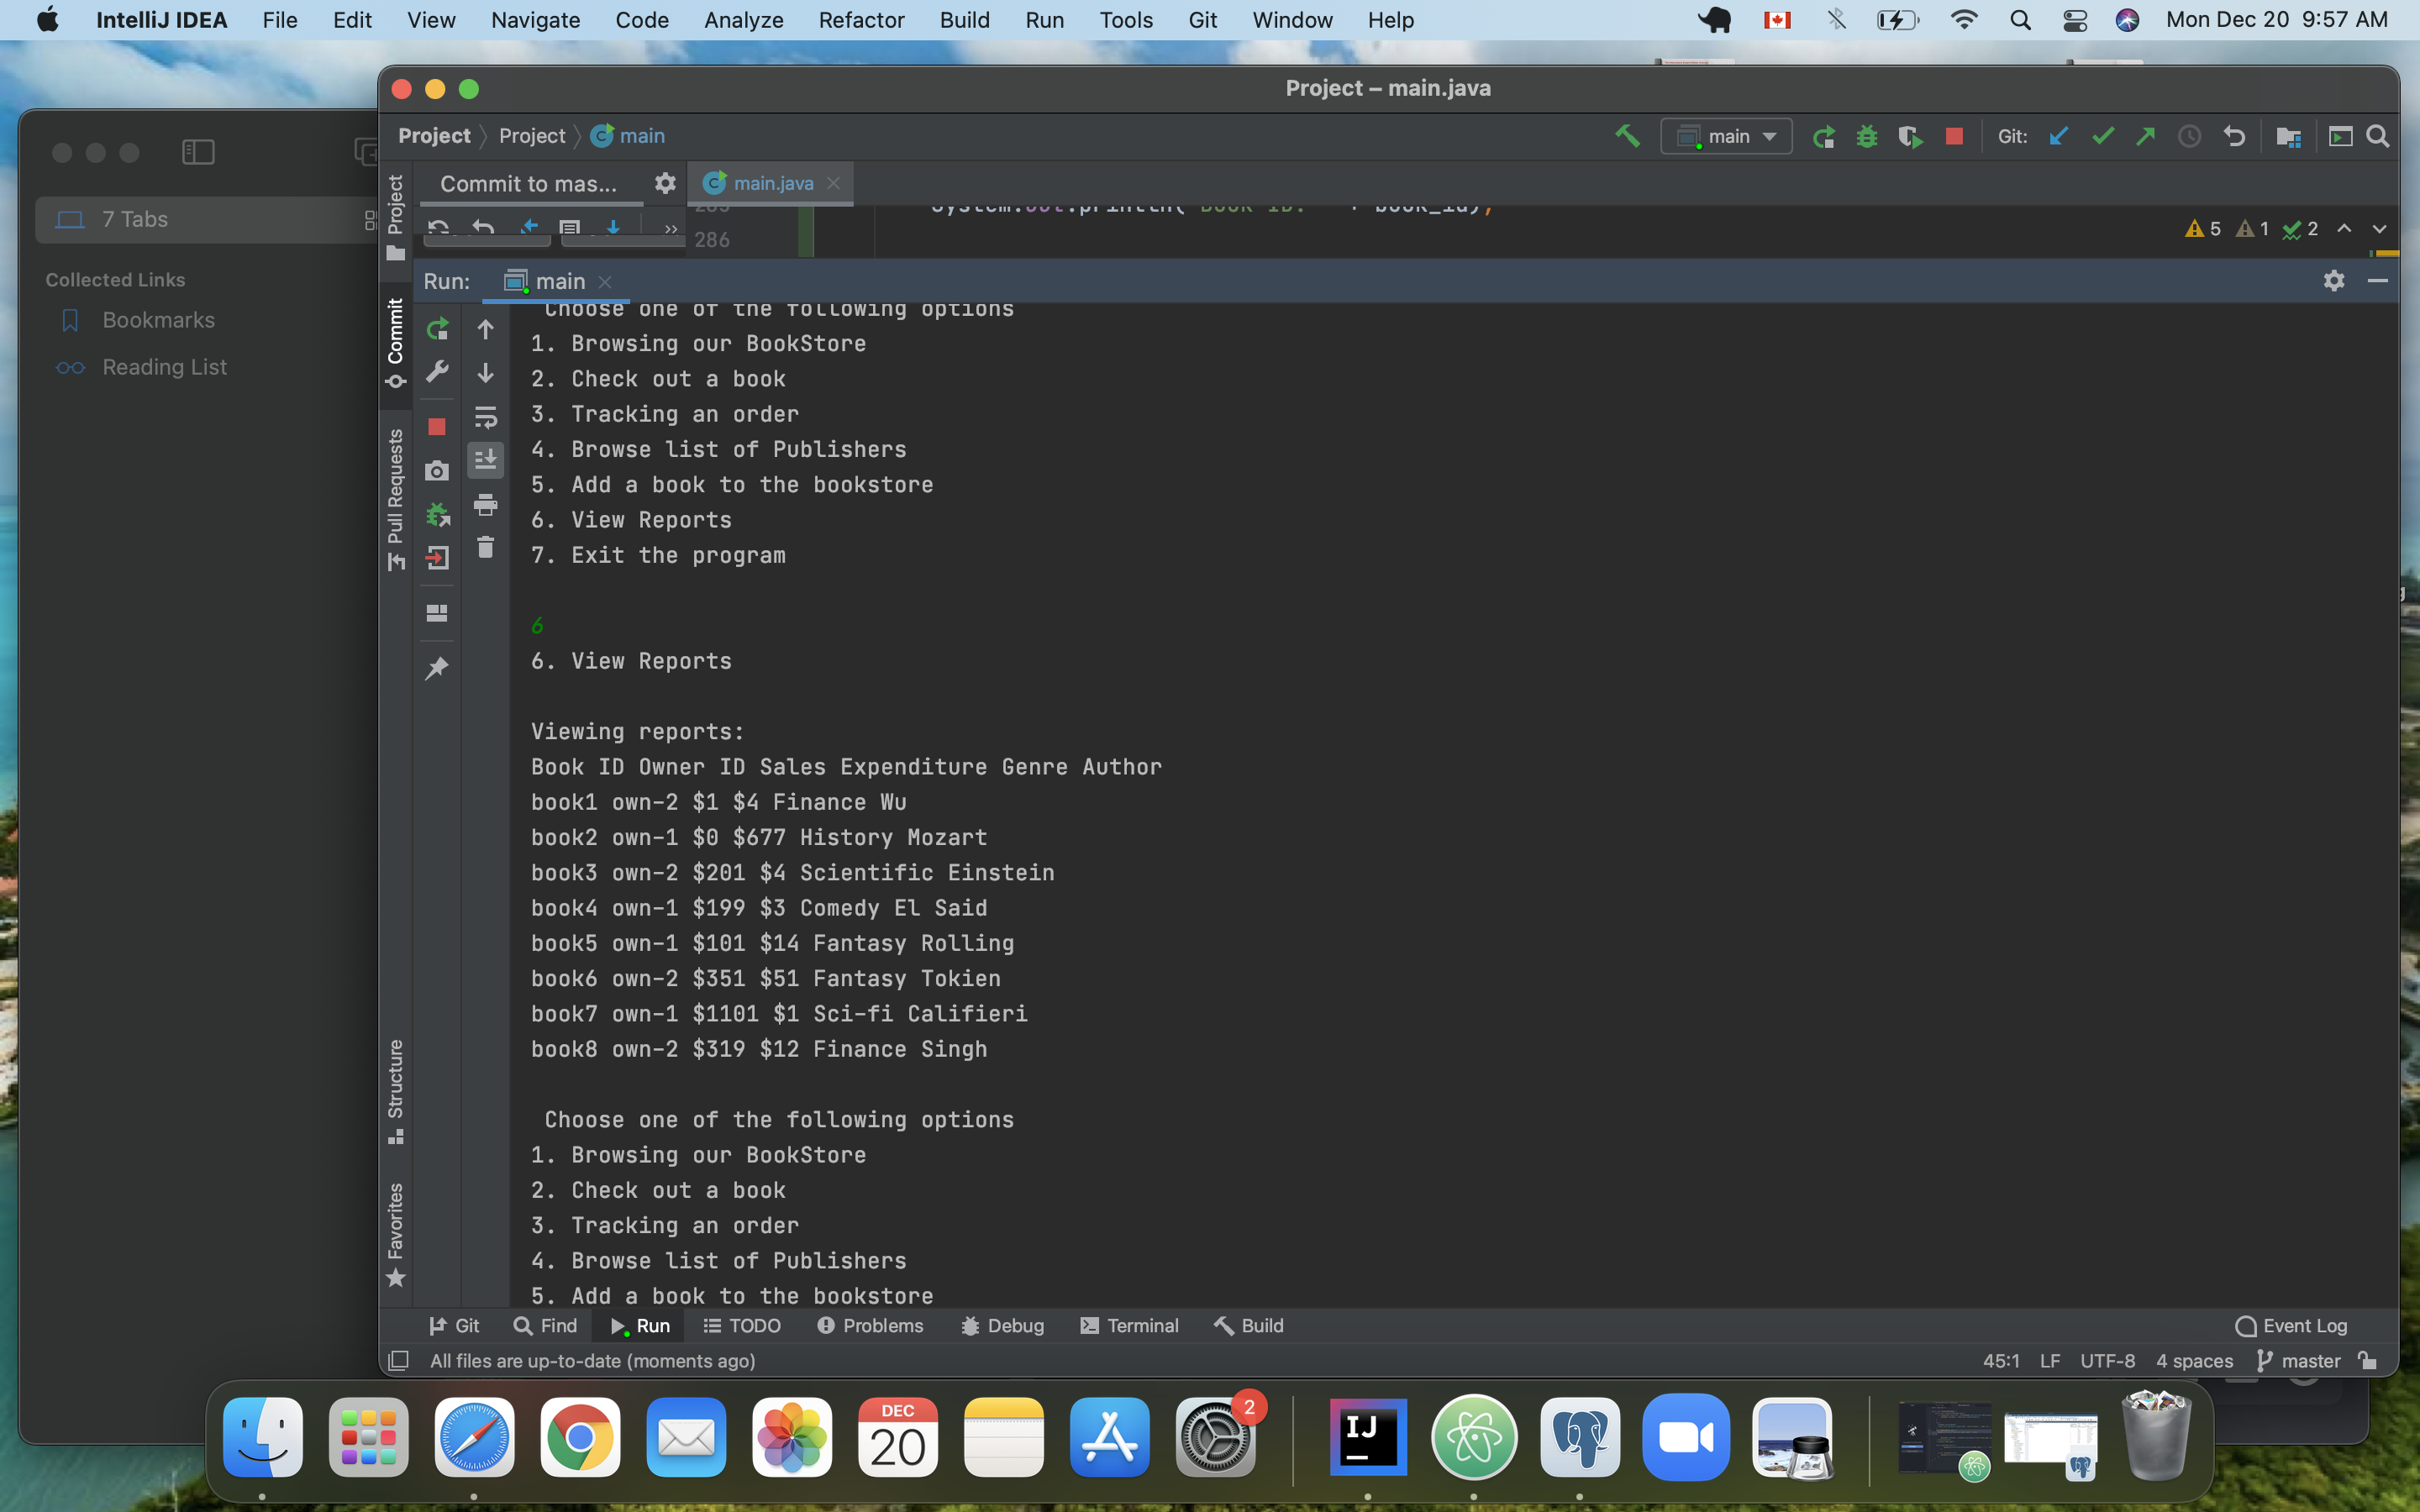 IntelliJ IDEA File Edit View Navigate Code Analyze Refactor Build Run Tools Git Window Help Mon Dec 20 9:57 AM
Project – main.java
Project Project main main Git:
7 Tabs
Collected Links
Bookmarks
Reading List
Project
Commit
Pull Requests
Structure
Favorites
Commit to mas... main.java
System.out.println("Book ID: " + book_id);
286 5 1 2
Run: main
Choose one of the following options
1. Browsing our BookStore
2. Check out a book
3. Tracking an order
4. Browse list of Publishers
5. Add a book to the bookstore
6. View Reports
7. Exit the program
6
6. View Reports
Viewing reports:
Book ID Owner ID Sales Expenditure Genre Author
book1 own-2 $1 $4 Finance Wu
book2 own-1 $0 $677 History Mozart
book3 own-2 $201 $4 Scientific Einstein
book4 own-1 $199 $3 Comedy El Said
book5 own-1 $101 $14 Fantasy Rolling
book6 own-2 $351 $51 Fantasy Tokien
book7 own-1 $1101 $1 Sci-fi Califieri
book8 own-2 $319 $12 Finance Singh
Choose one of the following options
1. Browsing our BookStore
2. Check out a book
3. Tracking an order
4. Browse list of Publishers
5. Add a book to the bookstore
Git Find Run TODO Problems Debug Terminal Build Event Log
All files are up-to-date (moments ago) 45:1 LF UTF-8 4 spaces master
DEC
20
2
IJ